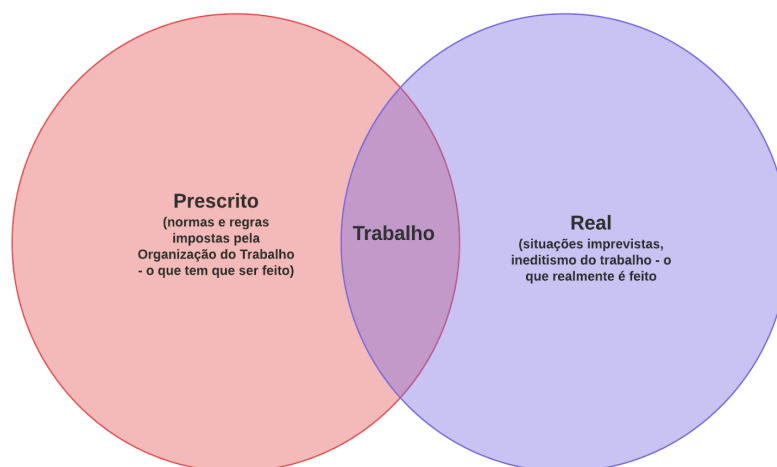 Prescrito
(normas e regras
impostas pela
Organização do Trabalho
- o que tem que ser feito)
Trabalho
Real
(situações imprevistas,
ineditismo do trabalho - o
que realmente é feito